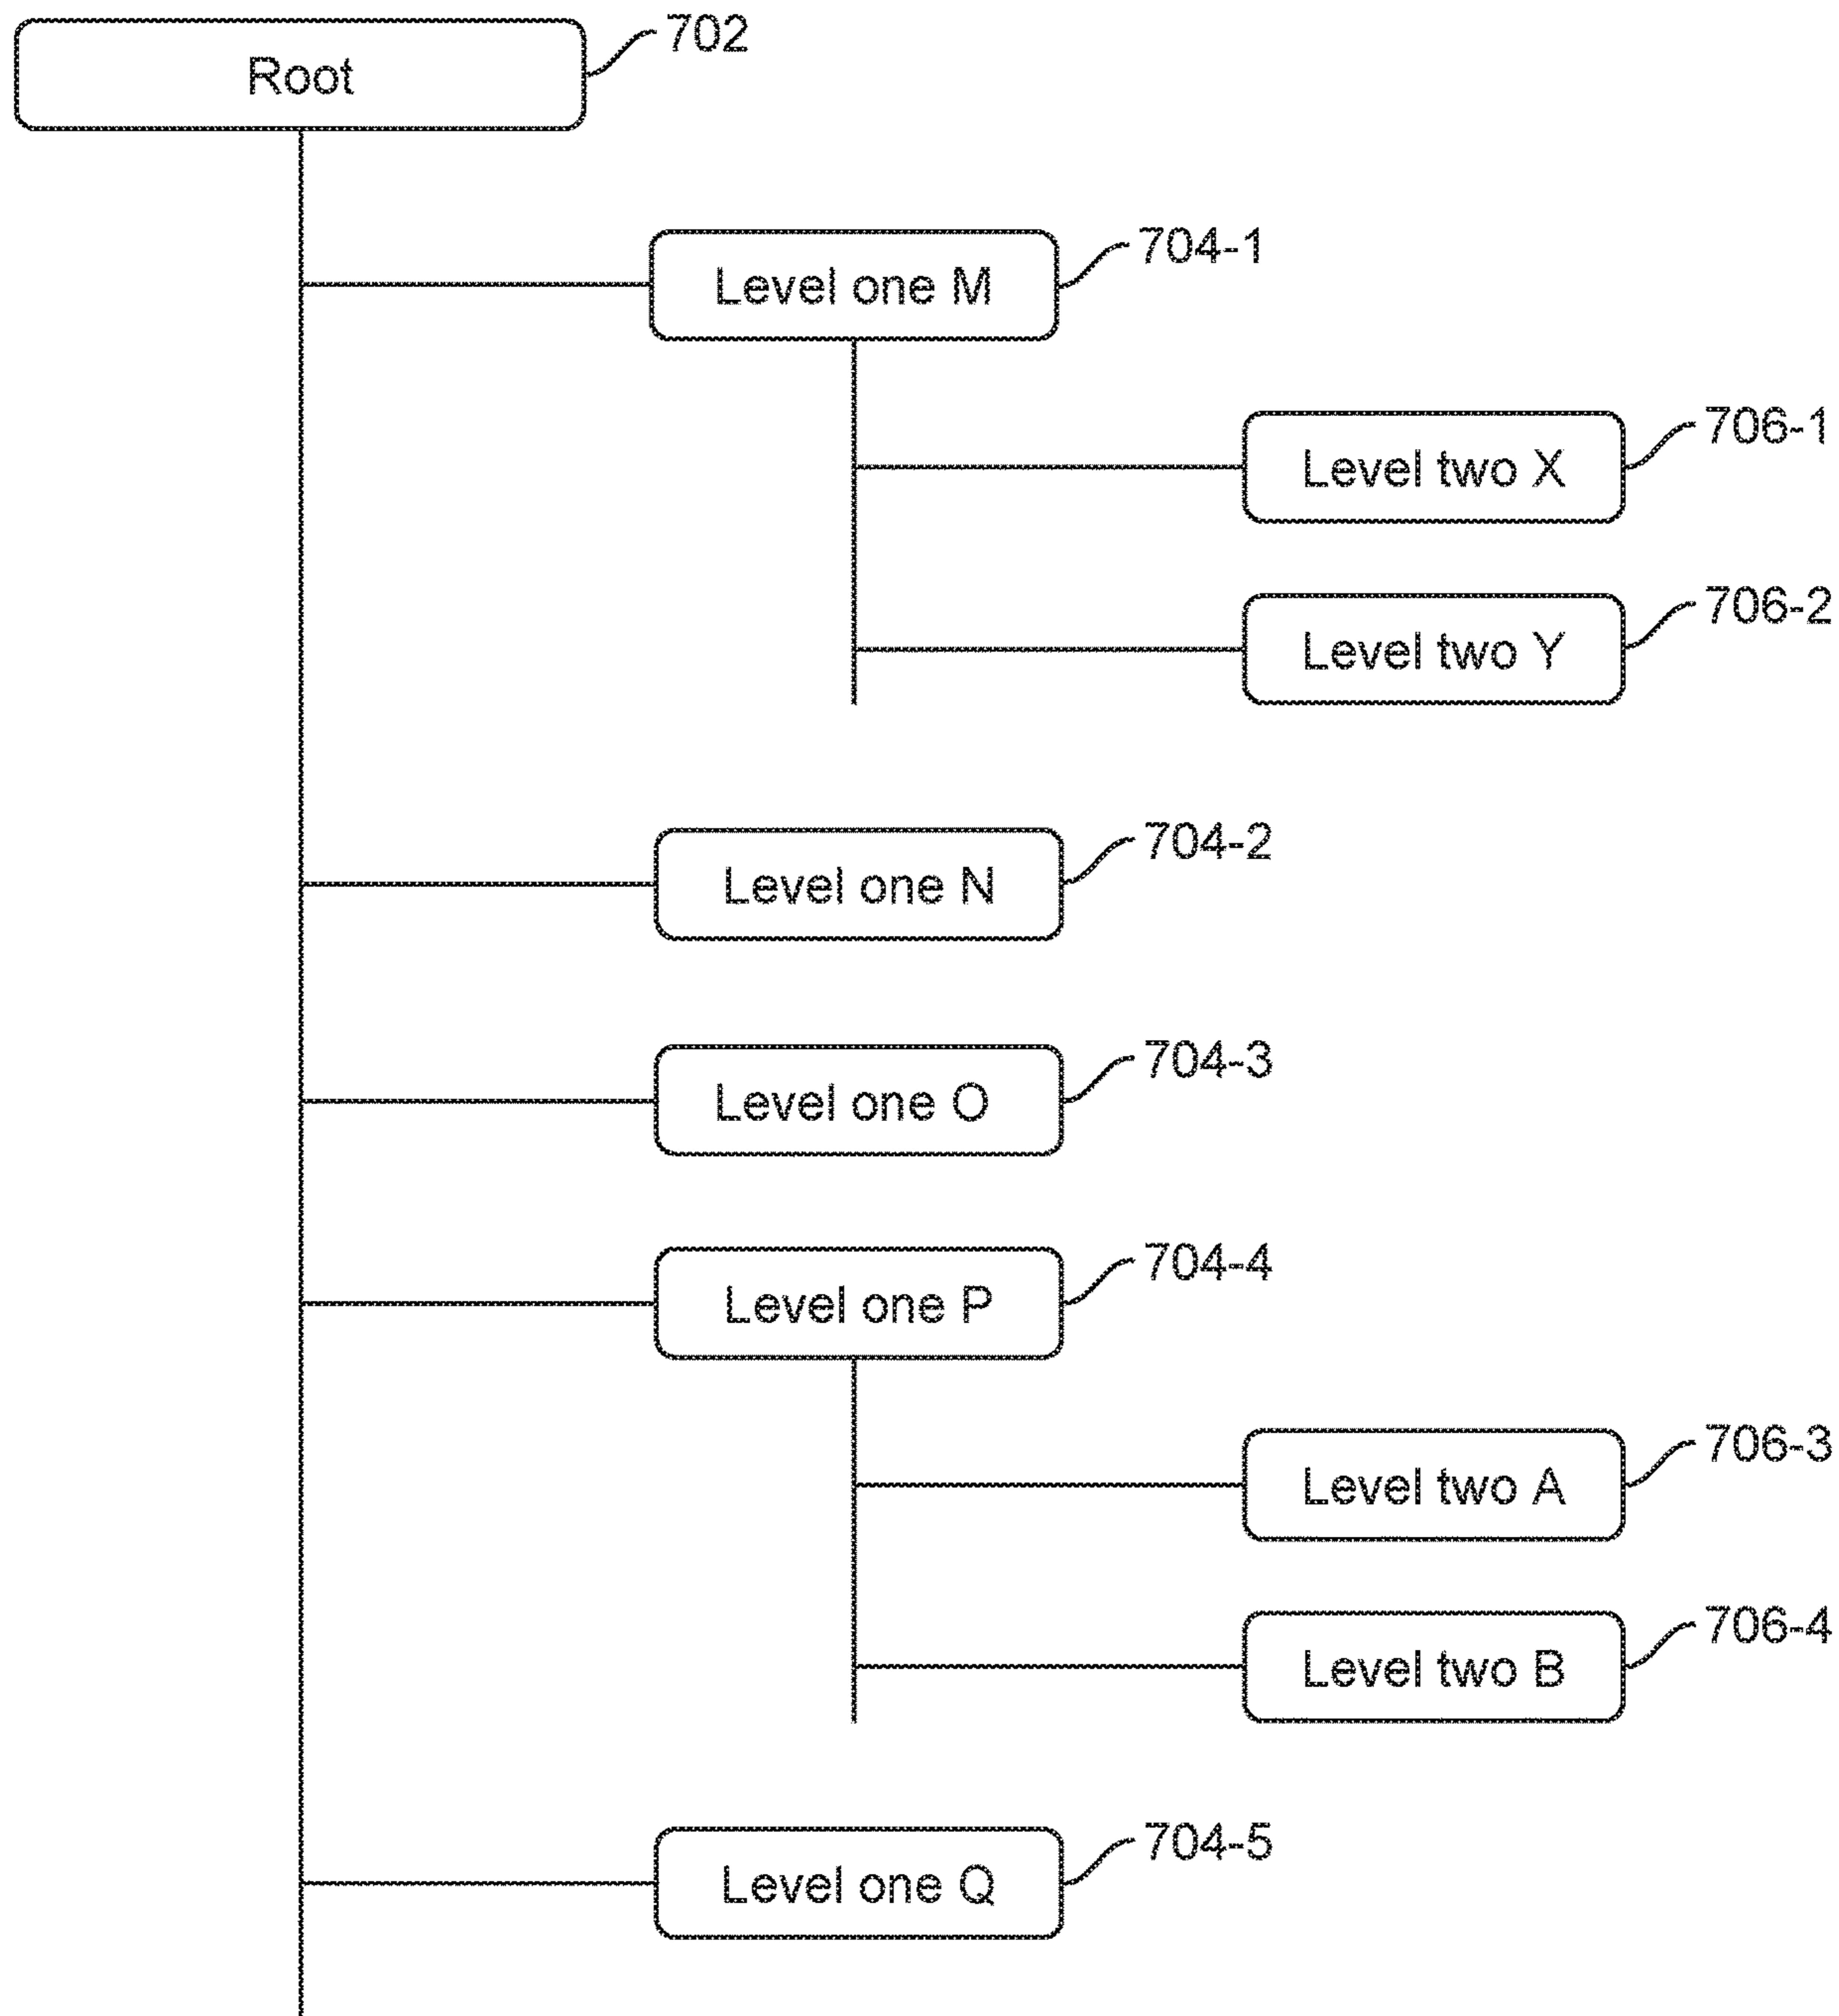 702
Root
704-1
Level one M
706-1
Level two X
706-2
Level two Y
704-2
Level one N
704-3
Level one O
704-4
Level one P
706-3
Level two A
706-4
Level two B
704-5
Level one Q